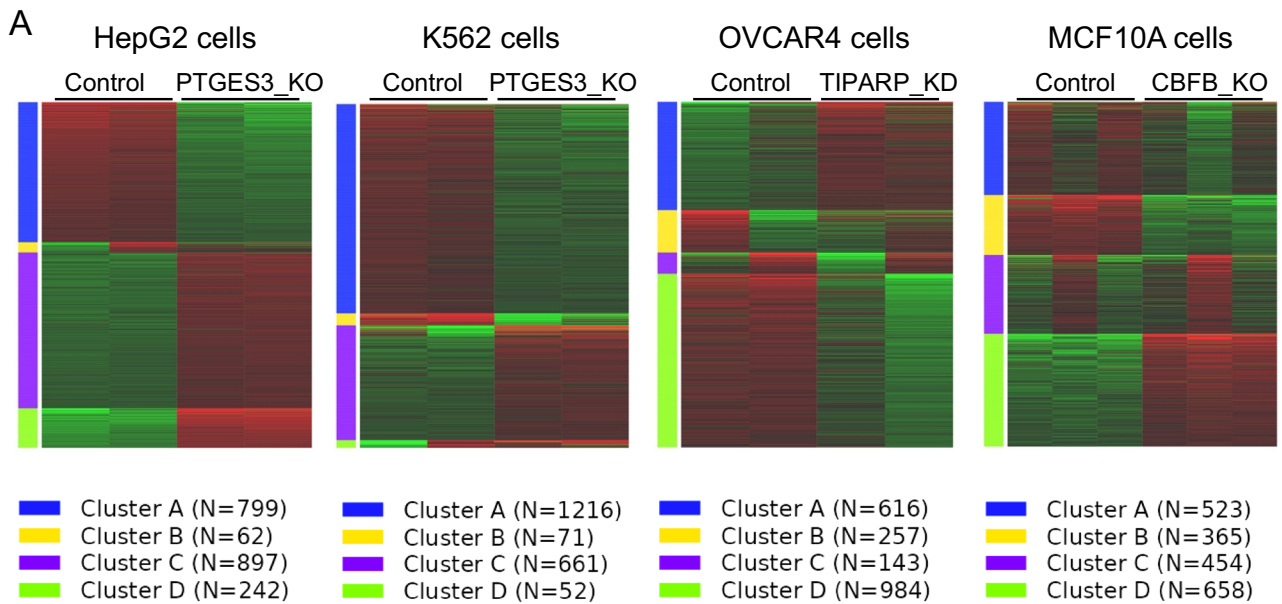 A
HepG2 cells
K562 cells
OVCAR4 cells
MCF10A cells
Control PTGES3_KO
Control PTGES3_KO
Control TIPARP_KD
Control CBFB_KO
Cluster A (N=799)
Cluster B (N=62)
Cluster C (N=897)
Cluster D (N=242)
Cluster A (N=1216)
Cluster B (N=71)
Cluster C (N=661)
Cluster D (N=52)
Cluster A (N=616)
Cluster B (N=257)
Cluster C (N=143)
Cluster D (N=984)
Cluster A (N=523)
Cluster B (N=365)
Cluster C (N=454)
Cluster D (N=658)